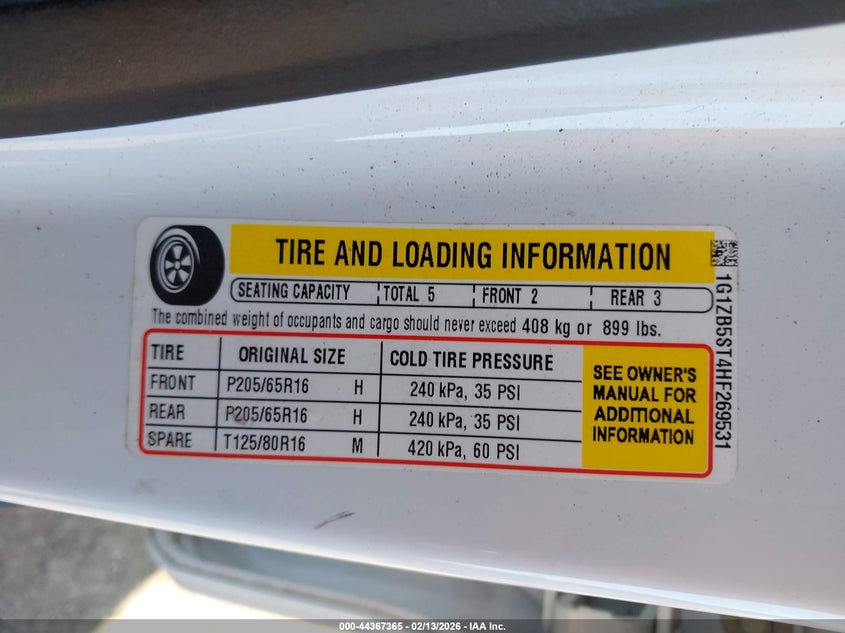 TIRE AND LOADING INFORMATION
SEATING CAPACITY TOTAL 5 FRONT 2 REAR 3
The combined weight of occupants and cargo should never exceed 408 kg or 899 lbs.
TIRE ORIGINAL SIZE COLD TIRE PRESSURE
FRONT P205/65R16 H 240 kPa, 35 PSI
REAR P205/65R16 H 240 kPa, 35 PSI
SPARE T125/80R16 M 420 kPa, 60 PSI
SEE OWNER'S
MANUAL FOR
ADDITIONAL
INFORMATION
1G1ZB5ST4HF269531
000-44367365 - 02/13/2026 - IAA Inc.